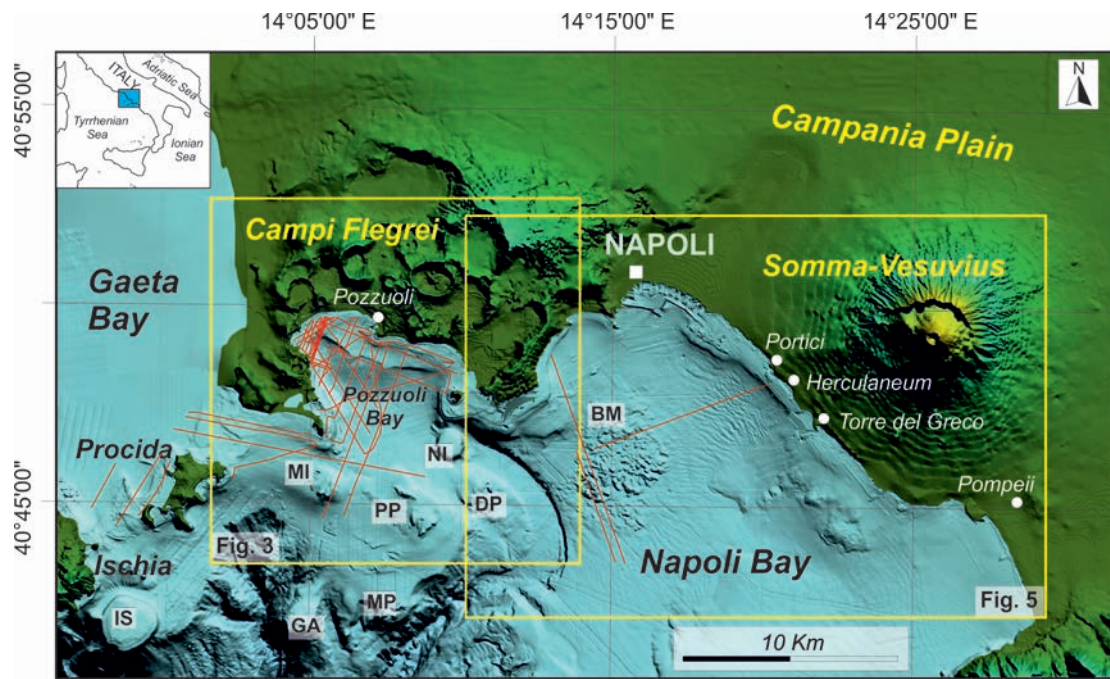 14°05'00" E
14°15'00" E
14°25'00" E
40°55'00"
40°45'00"
ITALY
Adriatic Sea
Tyrrhenian
Sea
Ionian
Sea
N
Campania Plain
Campi Flegrei
NAPOLI
Somma-Vesuvius
Gaeta
Bay
Pozzuoli
Portici
Herculaneum
Pozzuoli
Bay
Torre del Greco
BM
Procida
NI
MI
Pompeii
PP
DP
Fig. 3
Ischia
Napoli Bay
MP
Fig. 5
IS
GA
10 Km